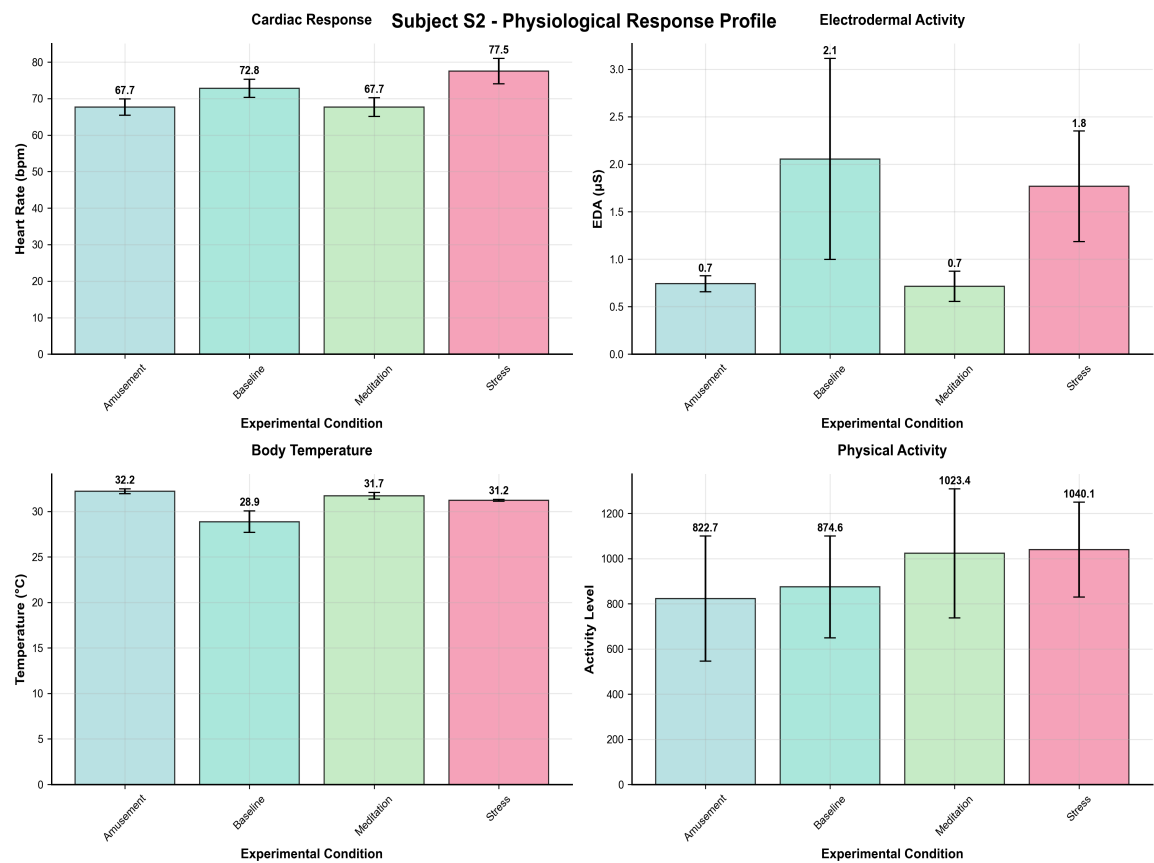 Subject S2 - Physiological Response Profile
Cardiac Response
77.5
72.8
67.7
67.7
80
70
60
50
40
30
20
10
0
Heart Rate (bpm)
Amusement
Baseline
Meditation
Stress
Experimental Condition
Electrodermal Activity
2.1
1.8
0.7
0.7
3.0
2.5
2.0
1.5
1.0
0.5
0.0
EDA (µS)
Amusement
Baseline
Meditation
Stress
Experimental Condition
Body Temperature
32.2
28.9
31.7
31.2
30
25
20
15
10
5
0
Temperature (°C)
Amusement
Baseline
Meditation
Stress
Experimental Condition
Physical Activity
822.7
874.6
1023.4
1040.1
1200
1000
800
600
400
200
0
Activity Level
Amusement
Baseline
Meditation
Stress
Experimental Condition